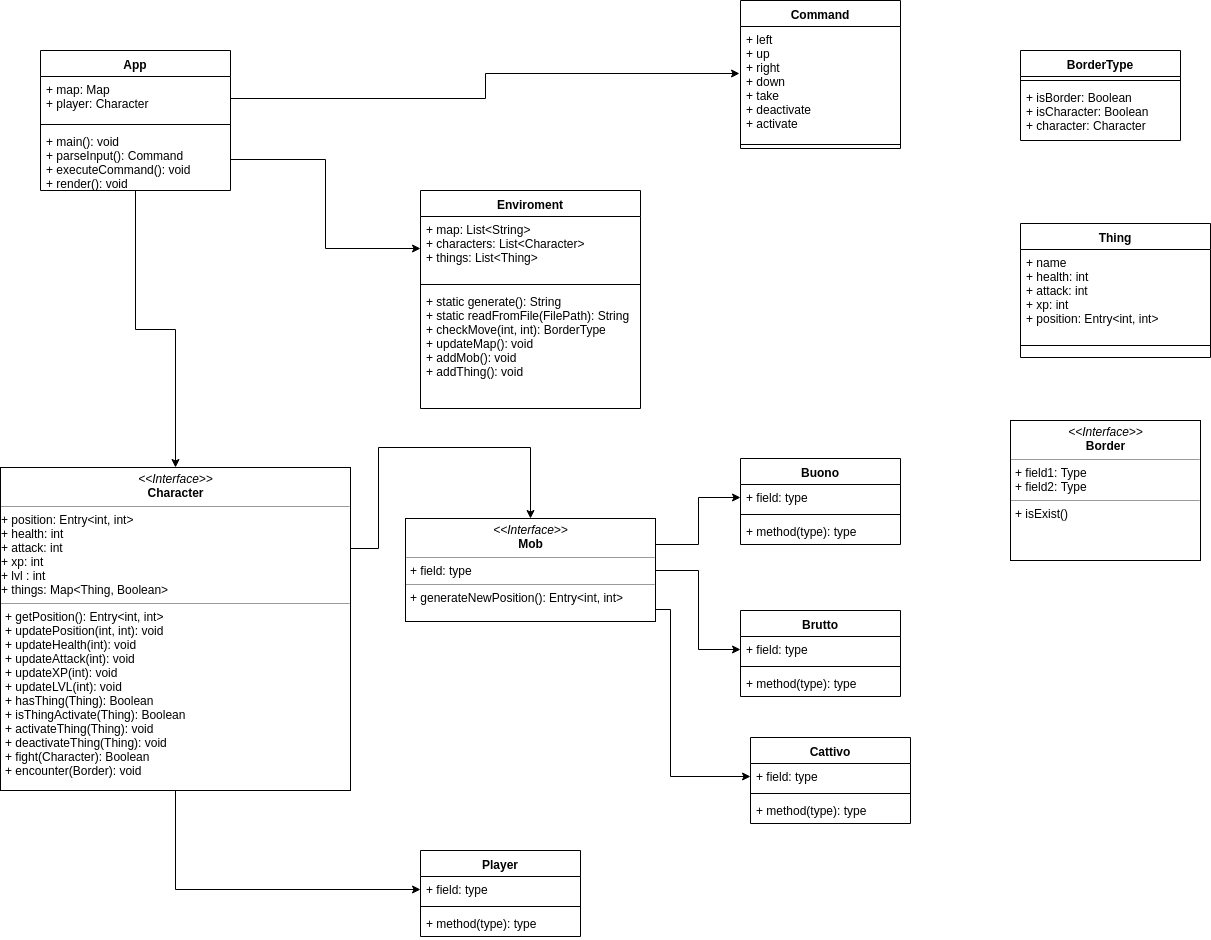 App
+ map: Map
+ player: Character
+ main(): void
+ parseInput(): Command
+ executeCommand(): void
+ render(): void
Command
+ left
+ up
+ right
+ down
+ take
+ deactivate
+ activate
BorderType
+ isBorder: Boolean
+ isCharacter: Boolean
+ character: Character
Enviroment
+ map: List<String>
+ characters: List<Character>
+ things: List<Thing>
+ static generate(): String
+ static readFromFile(FilePath): String
+ checkMove(int, int): BorderType
+ updateMap(): void
+ addMob(): void
+ addThing(): void
Thing
+ name
+ health: int
+ attack: int
+ xp: int
+ position: Entry<int, int>
<<Interface>>
Border
+ field1: Type
+ field2: Type
+ isExist()
<<Interface>>
Character
+ position: Entry<int, int>
+ health: int
+ attack: int
+ xp: int
+ lvl : int
+ things: Map<Thing, Boolean>
+ getPosition(): Entry<int, int>
+ updatePosition(int, int): void
+ updateHealth(int): void
+ updateAttack(int): void
+ updateXP(int): void
+ updateLVL(int): void
+ hasThing(Thing): Boolean
+ isThingActivate(Thing): Boolean
+ activateThing(Thing): void
+ deactivateThing(Thing): void
+ fight(Character): Boolean
+ encounter(Border): void
<<Interface>>
Mob
+ field: type
+ generateNewPosition(): Entry<int, int>
Buono
+ field: type
+ method(type): type
Brutto
+ field: type
+ method(type): type
Cattivo
+ field: type
+ method(type): type
Player
+ field: type
+ method(type): type